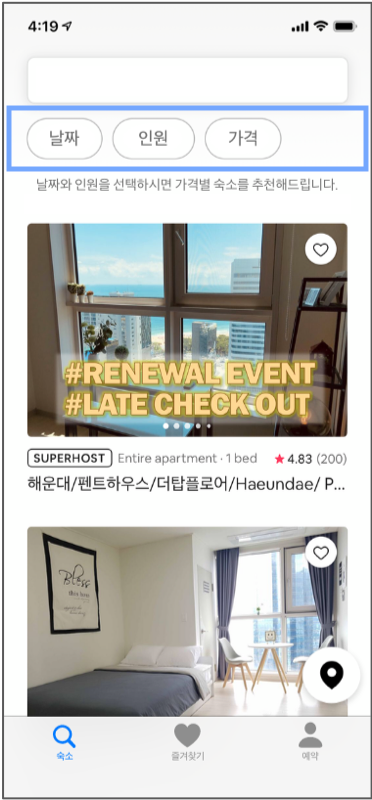 4:19
날짜 인원 가격
날짜와 인원을 선택하시면 가격별 숙소를 추천해드립니다.
#RENEWAL EVENT
#LATE CHECK OUT
SUPERHOST Entire apartment · 1 bed ★ 4.83 (200)
해운대/펜트하우스/더탑플로어/Haeundae/ P...
Bless
숙소 즐겨찾기 예약